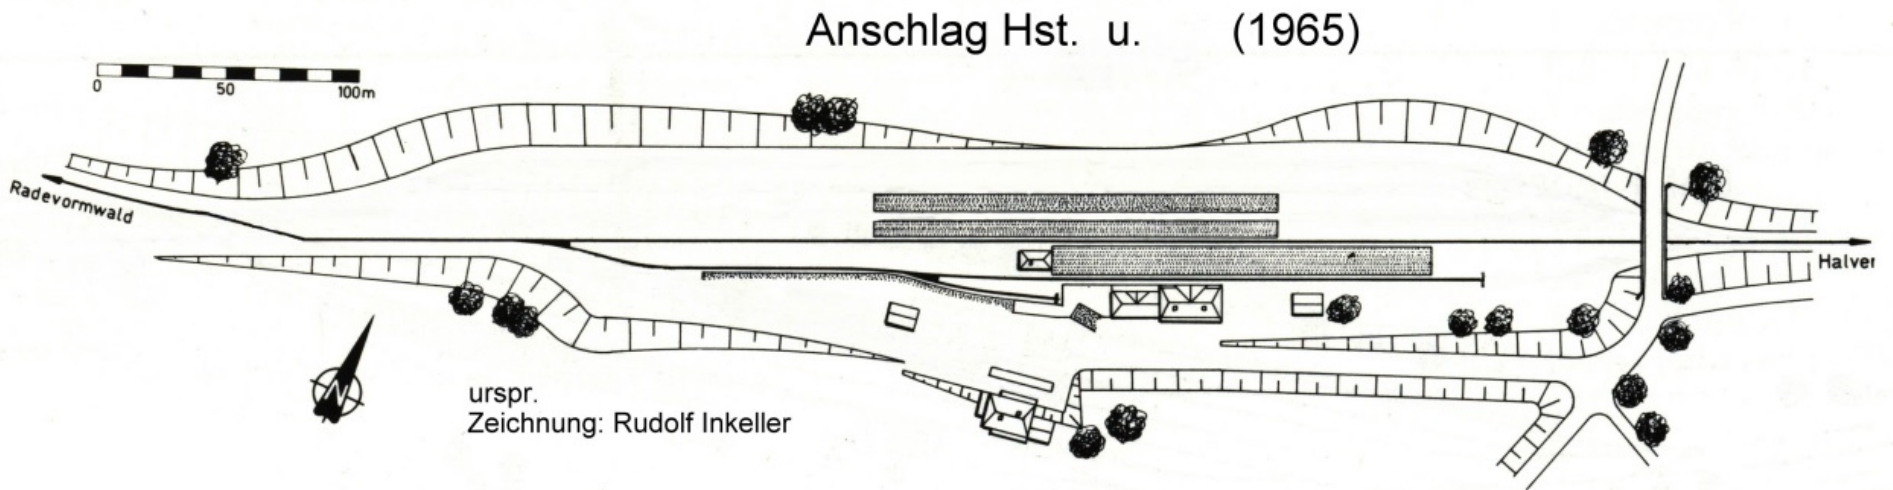 Anschlag Hst. u. (1965)
0 50 100m
Radevormwald
Halver
N
urspr.
Zeichnung: Rudolf Inkeller